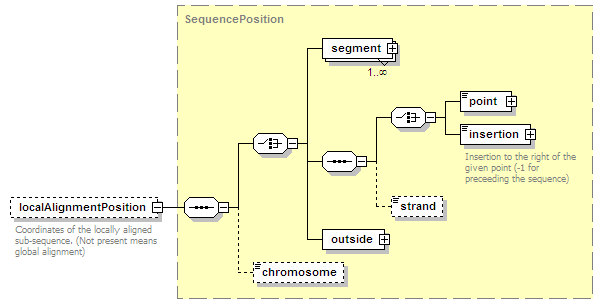 SequencePosition
segment
1..∞
point
insertion
Insertion to the right of the
given point (-1 for
preceeding the sequence)
strand
localAlignmentPosition
Coordinates of the locally aligned
sub-sequence. (Not present means
global alignment)
outside
chromosome